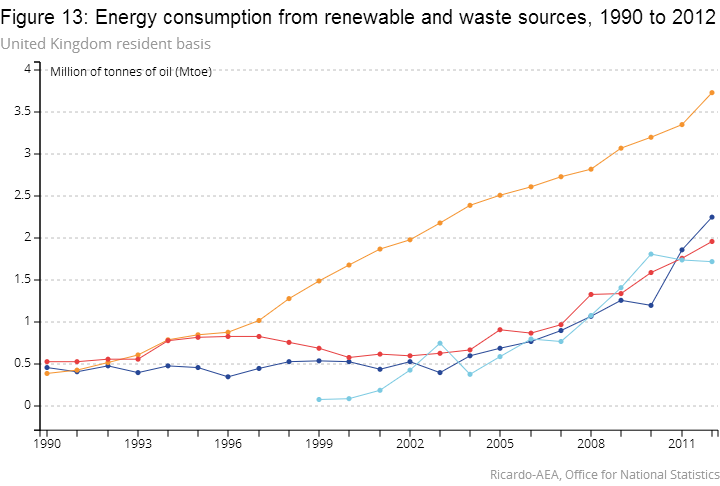 Figure 13: Energy consumption from renewable and waste sources, 1990 to 2012
United Kingdom resident basis
Million of tonnes of oil (Mtoe)
4
3.5
3
2.5
2
1.5
1
0.5
0
1990 1993 1996 1999 2002 2005 2008 2011
Ricardo-AEA, Office for National Statistics